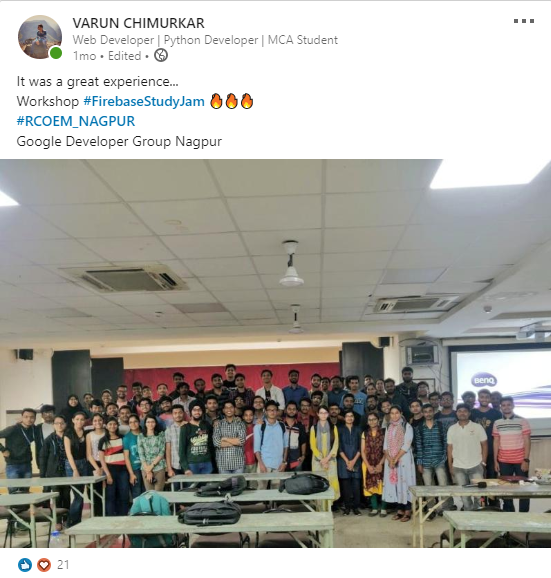 VARUN CHIMURKAR
Web Developer | Python Developer | MCA Student
1mo • Edited •
It was a great experience...
Workshop #FirebaseStudyJam 🔥🔥🔥
#RCOEM_NAGPUR
Google Developer Group Nagpur
BenQ
21